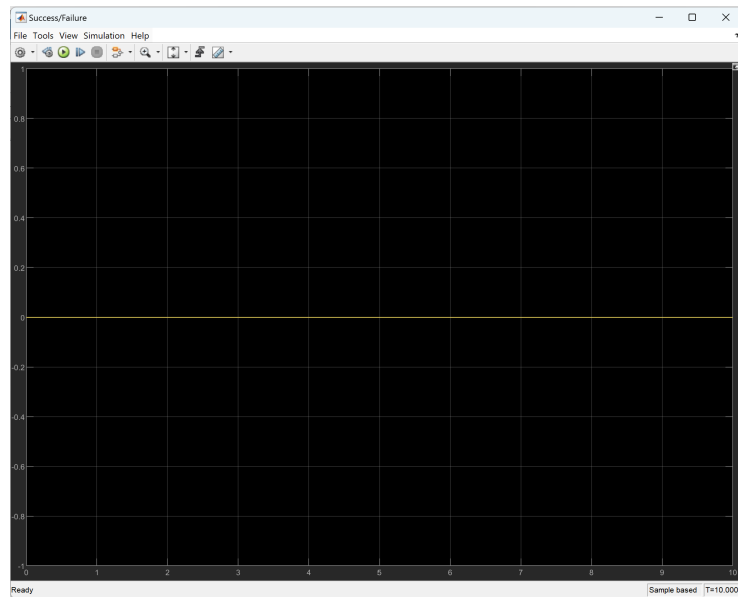 Success/Failure
File Tools View Simulation Help
1
0.8
0.6
0.4
0.2
0
-0.2
-0.4
-0.6
-0.8
-1
0 1 2 3 4 5 6 7 8 9 10
Ready Sample based T=10.000